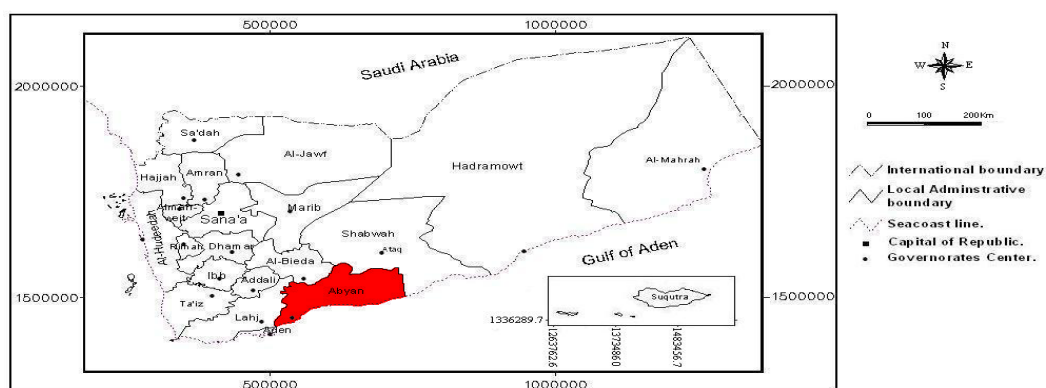 500000
1000000
Saudi Arabia
2000000
2000000
Sa'dah
Al-Jawf
Hadramowt
Al-Mahrah
Hajjah
Amran
Marib
Sana'a
Al-Hudeedah
Shabwah
Ataq
Dhamar
Al-Bieda
Gulf of Aden
Ibb
Addali
Abyan
1500000
1500000
Ta'iz
Lahj
Aden
Suqutra
1336289.7
1263762.6
1373486.0
1483456.7
500000
1000000
N
W
E
S
0
100
200Km
International boundary
Local Adminstrative
boundary
Seacoast line.
Capital of Republic.
Governorates Center.